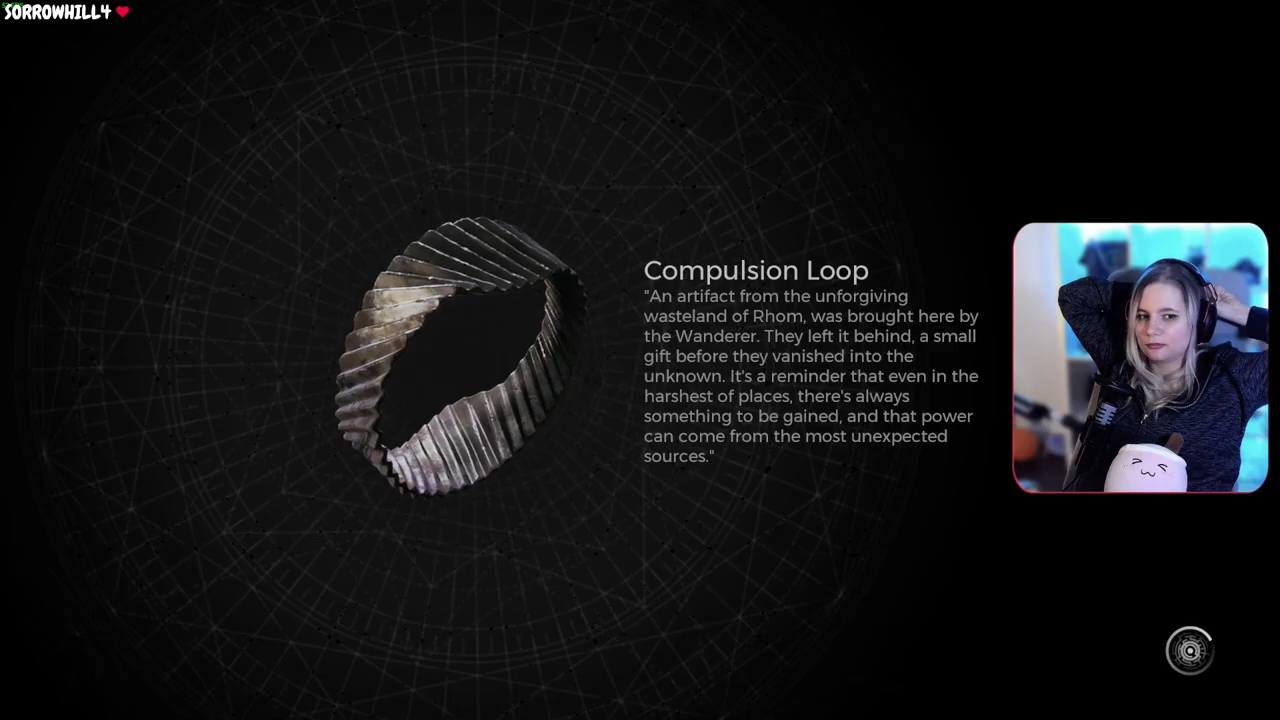 SORROWHILL4
Compulsion Loop
"An artifact from the unforgiving
wasteland of Rhom, was brought here by
the Wanderer. They left it behind, a small
gift before they vanished into the
unknown. It's a reminder that even in the
harshest of places, there's always
something to be gained, and that power
can come from the most unexpected
sources."